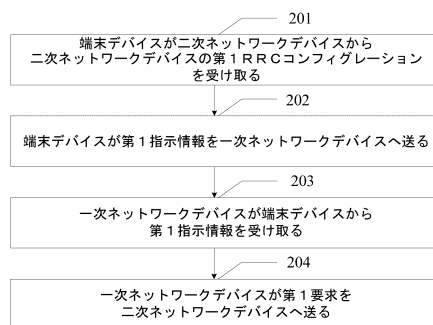 201
端末デバイスが二次ネットワークデバイスから
二次ネットワークデバイスの第1RRCコンフィグレーション
を受け取る
202
端末デバイスが第1指示情報を一次ネットワークデバイスへ送る
203
一次ネットワークデバイスが端末デバイスから
第1指示情報を受け取る
204
一次ネットワークデバイスが第1要求を
二次ネットワークデバイスへ送る